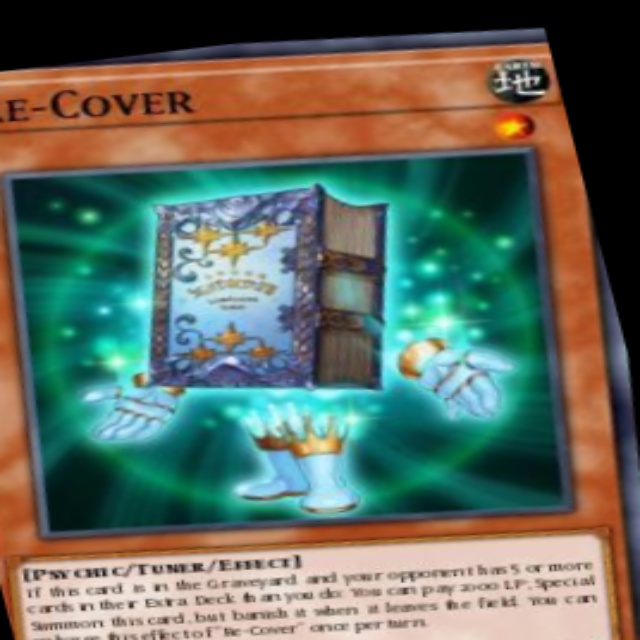 RE-COVER
EARTH
地
[PSYCHIC/TUNER/EFFECT]
If this card is in the Graveyard and your opponent has 5 or more
cards in their Extra Deck than you do: You can pay 2000 LP; Special
Summon this card, but banish it when it leaves the field. You can
this effect of "Re-Cover" once per turn.